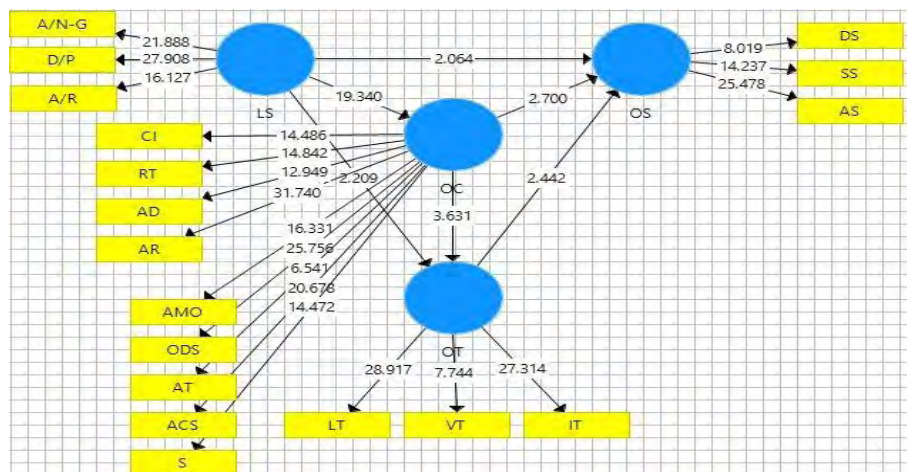 A/N-G
21.888
D/P
27.908
A/R
16.127
LS
2.064
OS
8.019
DS
14.237
SS
25.478
AS
19.340
2.700
CI
14.486
RT
14.842
AD
12.949
AR
31.740
2.209
OC
3.631
2.442
16.331
25.756
6.541
20.678
14.472
AMO
ODS
AT
ACS
S
OT
28.917
7.744
27.314
LT
VT
IT